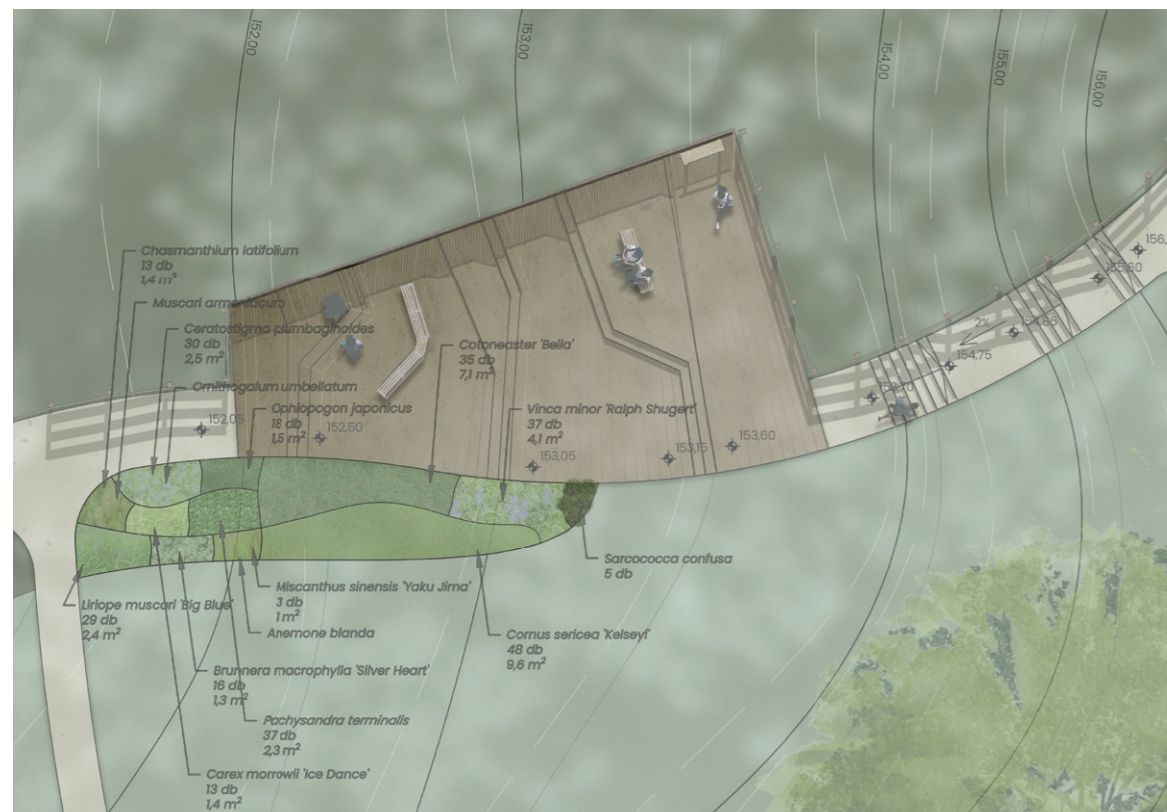 152,00
153,00
154,00
155,00
156,00
Chasmanthium latifolium
13 db
1,4 m²
Muscari armeniacum
Ceratostigma plumbaginoides
30 db
2,5 m²
Ornithogalum umbellatum
Ophiopogon japonicus
18 db
1,5 m²
Cotoneaster 'Bella'
35 db
7,1 m²
Vinca minor 'Ralph Shugert'
37 db
4,1 m²
152,05
152,50
153,05
153,15
153,60
153,70
154,75
2%
154,85
155,60
156,
Sarcococca confusa
5 db
Miscanthus sinensis 'Yaku Jima'
3 db
1 m²
Liriope muscari 'Big Blue'
29 db
2,4 m²
Anemone blanda
Cornus sericea 'Kelseyi'
48 db
9,6 m²
Brunnera macrophylla 'Silver Heart'
16 db
1,3 m²
Pachysandra terminalis
37 db
2,3 m²
Carex morrowii 'Ice Dance'
13 db
1,4 m²